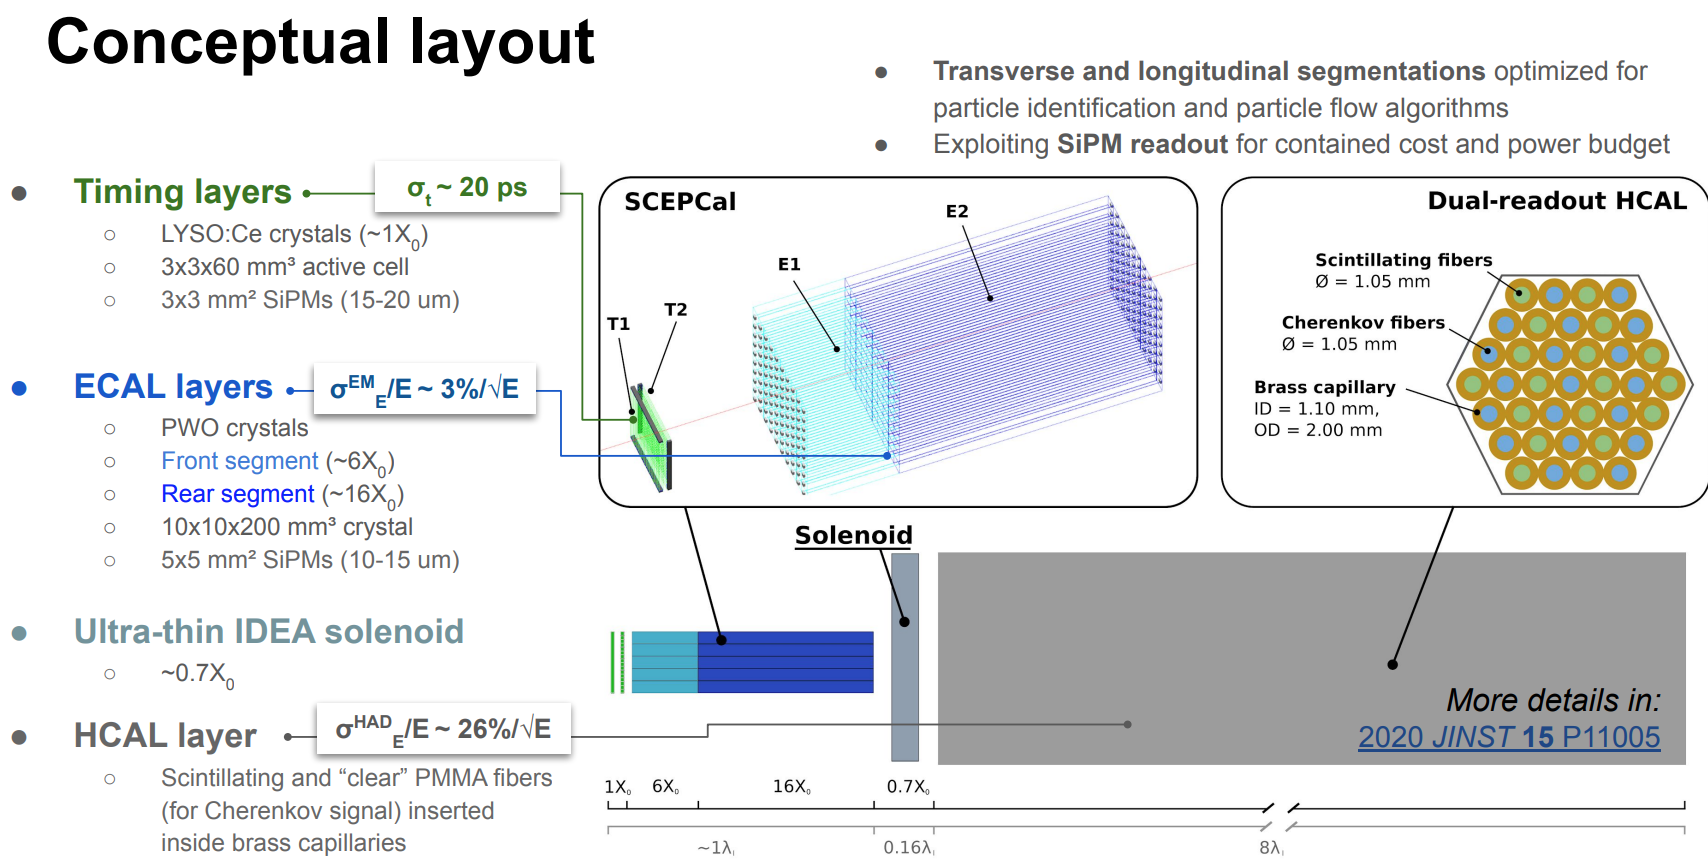 Conceptual layout
● Transverse and longitudinal segmentations optimized for
particle identification and particle flow algorithms
● Exploiting SiPM readout for contained cost and power budget
● Timing layers
σt ~ 20 ps
○ LYSO:Ce crystals (~1X0)
○ 3x3x60 mm³ active cell
○ 3x3 mm² SiPMs (15-20 um)
● ECAL layers
σEME/E ~ 3%/√E
○ PWO crystals
○ Front segment (~6X0)
○ Rear segment (~16X0)
○ 10x10x200 mm³ crystal
○ 5x5 mm² SiPMs (10-15 um)
● Ultra-thin IDEA solenoid
○ ~0.7X0
● HCAL layer
σHADE/E ~ 26%/√E
○ Scintillating and “clear” PMMA fibers
(for Cherenkov signal) inserted
inside brass capillaries
SCEPCal
E2
E1
T2
T1
Dual-readout HCAL
Scintillating fibers
Ø = 1.05 mm
Cherenkov fibers
Ø = 1.05 mm
Brass capillary
ID = 1.10 mm,
OD = 2.00 mm
Solenoid
More details in:
2020 JINST 15 P11005
1X0 6X0 16X0 0.7X0
~1λI 0.16λI 8λI